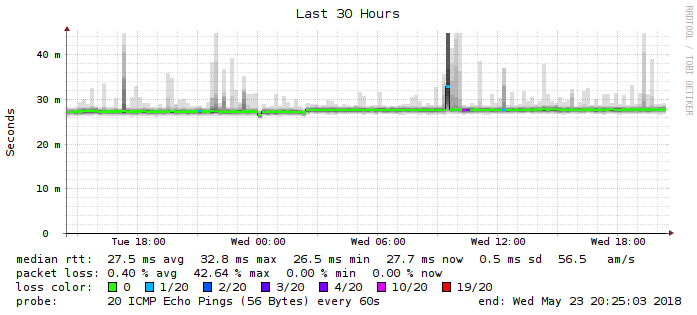 Last 30 Hours
RRDTOOL / TOBI OETIKER
Seconds
40 m
30 m
20 m
10 m
0
Tue 18:00 Wed 00:00 Wed 06:00 Wed 12:00 Wed 18:00
median rtt: 27.5 ms avg 32.8 ms max 26.5 ms min 27.7 ms now 0.5 ms sd 56.5 am/s
packet loss: 0.40 % avg 42.64 % max 0.00 % min 0.00 % now
loss color: 0 1/20 2/20 3/20 4/20 10/20 19/20
probe: 20 ICMP Echo Pings (56 Bytes) every 60s end: Wed May 23 20:25:03 2018